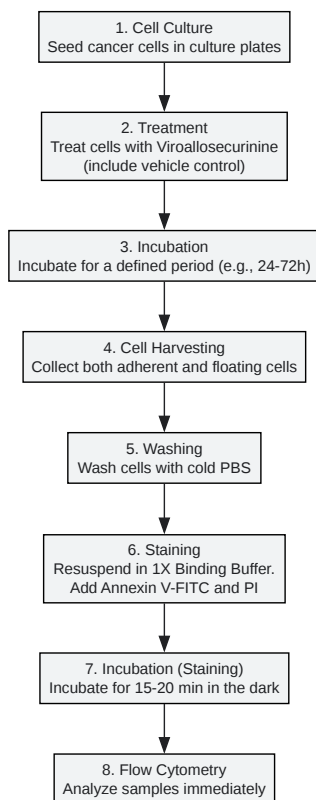 1. Cell Culture
Seed cancer cells in culture plates
2. Treatment
Treat cells with Viroallosecurinine
(include vehicle control)
3. Incubation
Incubate for a defined period (e.g., 24-72h)
4. Cell Harvesting
Collect both adherent and floating cells
5. Washing
Wash cells with cold PBS
6. Staining
Resuspend in 1X Binding Buffer.
Add Annexin V-FITC and PI
7. Incubation (Staining)
Incubate for 15-20 min in the dark
8. Flow Cytometry
Analyze samples immediately